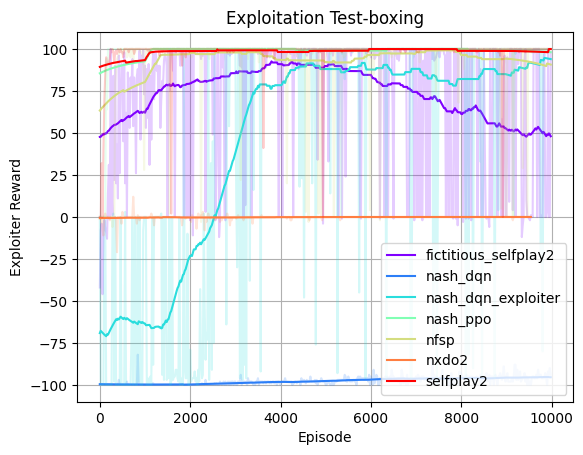 Exploitation Test-boxing
Exploiter Reward
100
75
50
25
0
−25
−50
−75
−100
fictitious_selfplay2
nash_dqn
nash_dqn_exploiter
nash_ppo
nfsp
nxdo2
selfplay2
0 2000 4000 6000 8000 10000
Episode